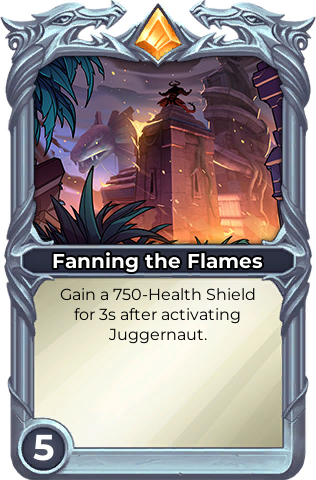 Fanning the Flames
Gain a 750-Health Shield
for 3s after activating
Juggernaut.
5